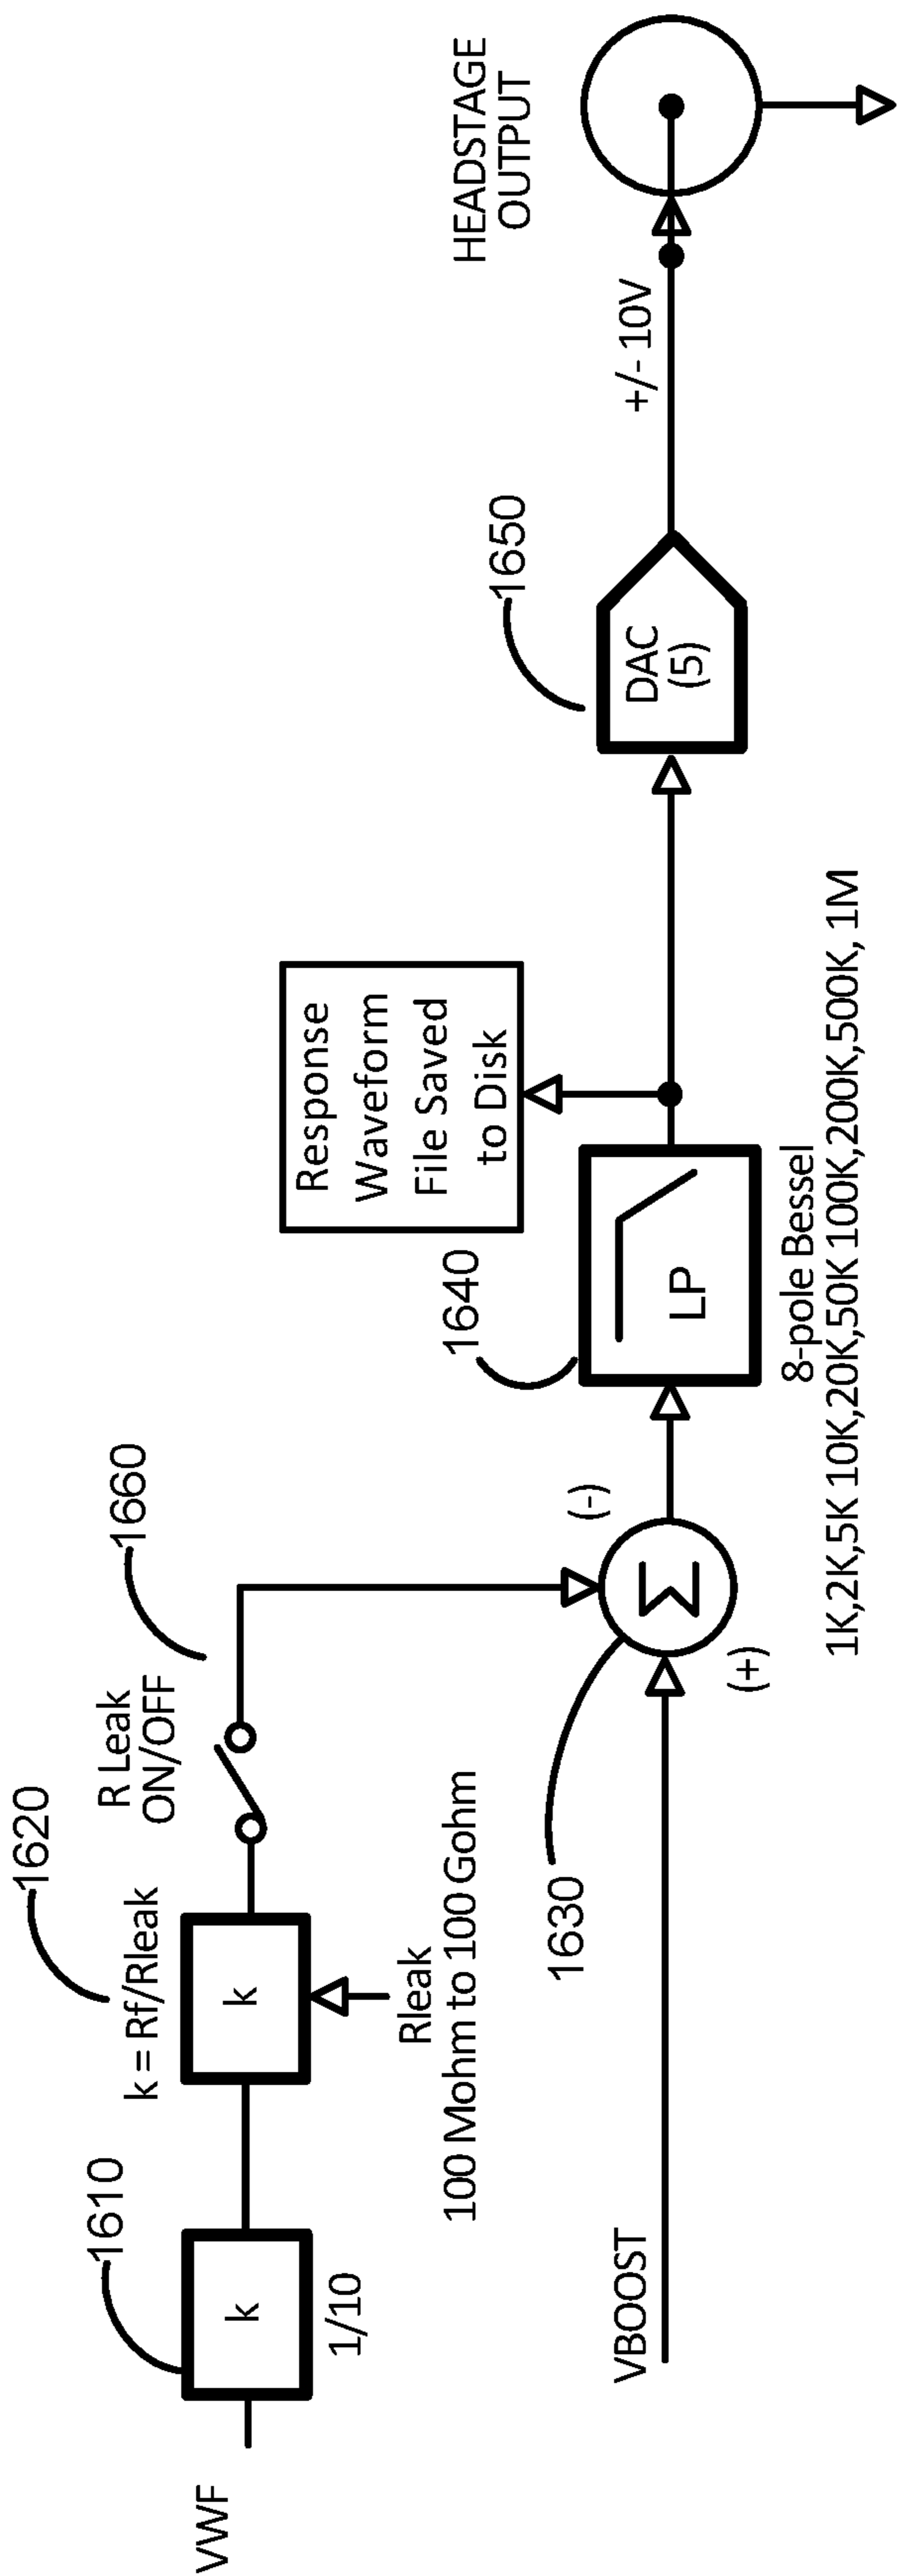 VWF
1610
k
1/10
1620
k = Rf/Rleak
k
Rleak
100 Mohm to 100 Gohm
R Leak
ON/OFF
1660
VBOOST
(+)
Σ
(-)
1630
1640
LP
8-pole Bessel
1K,2K,5K 10K,20K,50K 100K,200K,500K, 1M
Response
Waveform
File Saved
to Disk
1650
DAC
(5)
+/- 10V
HEADSTAGE
OUTPUT